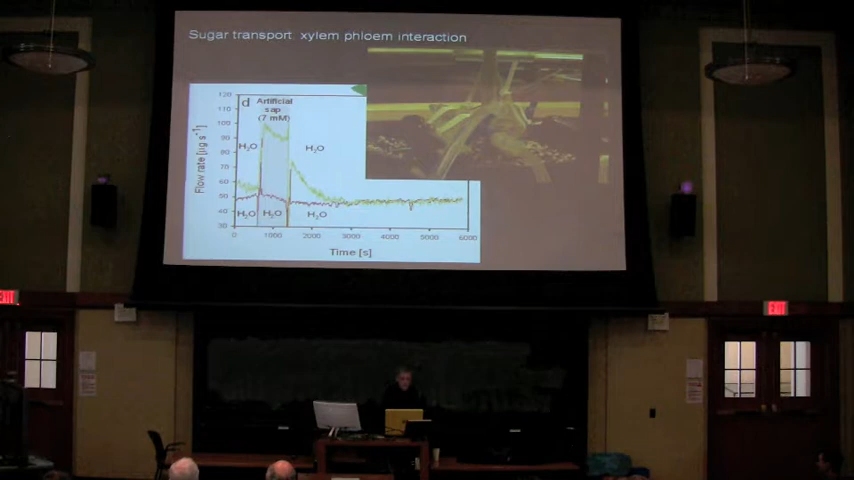 Sugar transport xylem phloem interaction
d
Artificial
sap
(7 mM)
H₂O
H₂O
H₂O
H₂O
H₂O
120
110
100
90
80
70
60
50
40
30
0
1000
2000
3000
4000
5000
6000
Flow rate [µg s⁻¹]
Time [s]
EXIT
EXIT